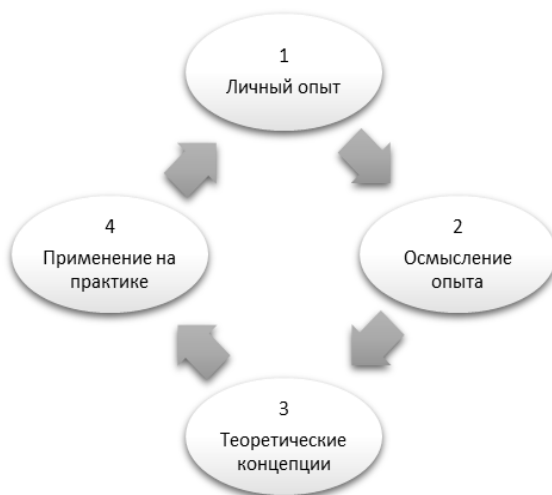 1
Личный опыт
2
Осмысление
опыта
3
Теоретические
концепции
4
Применение на
практике